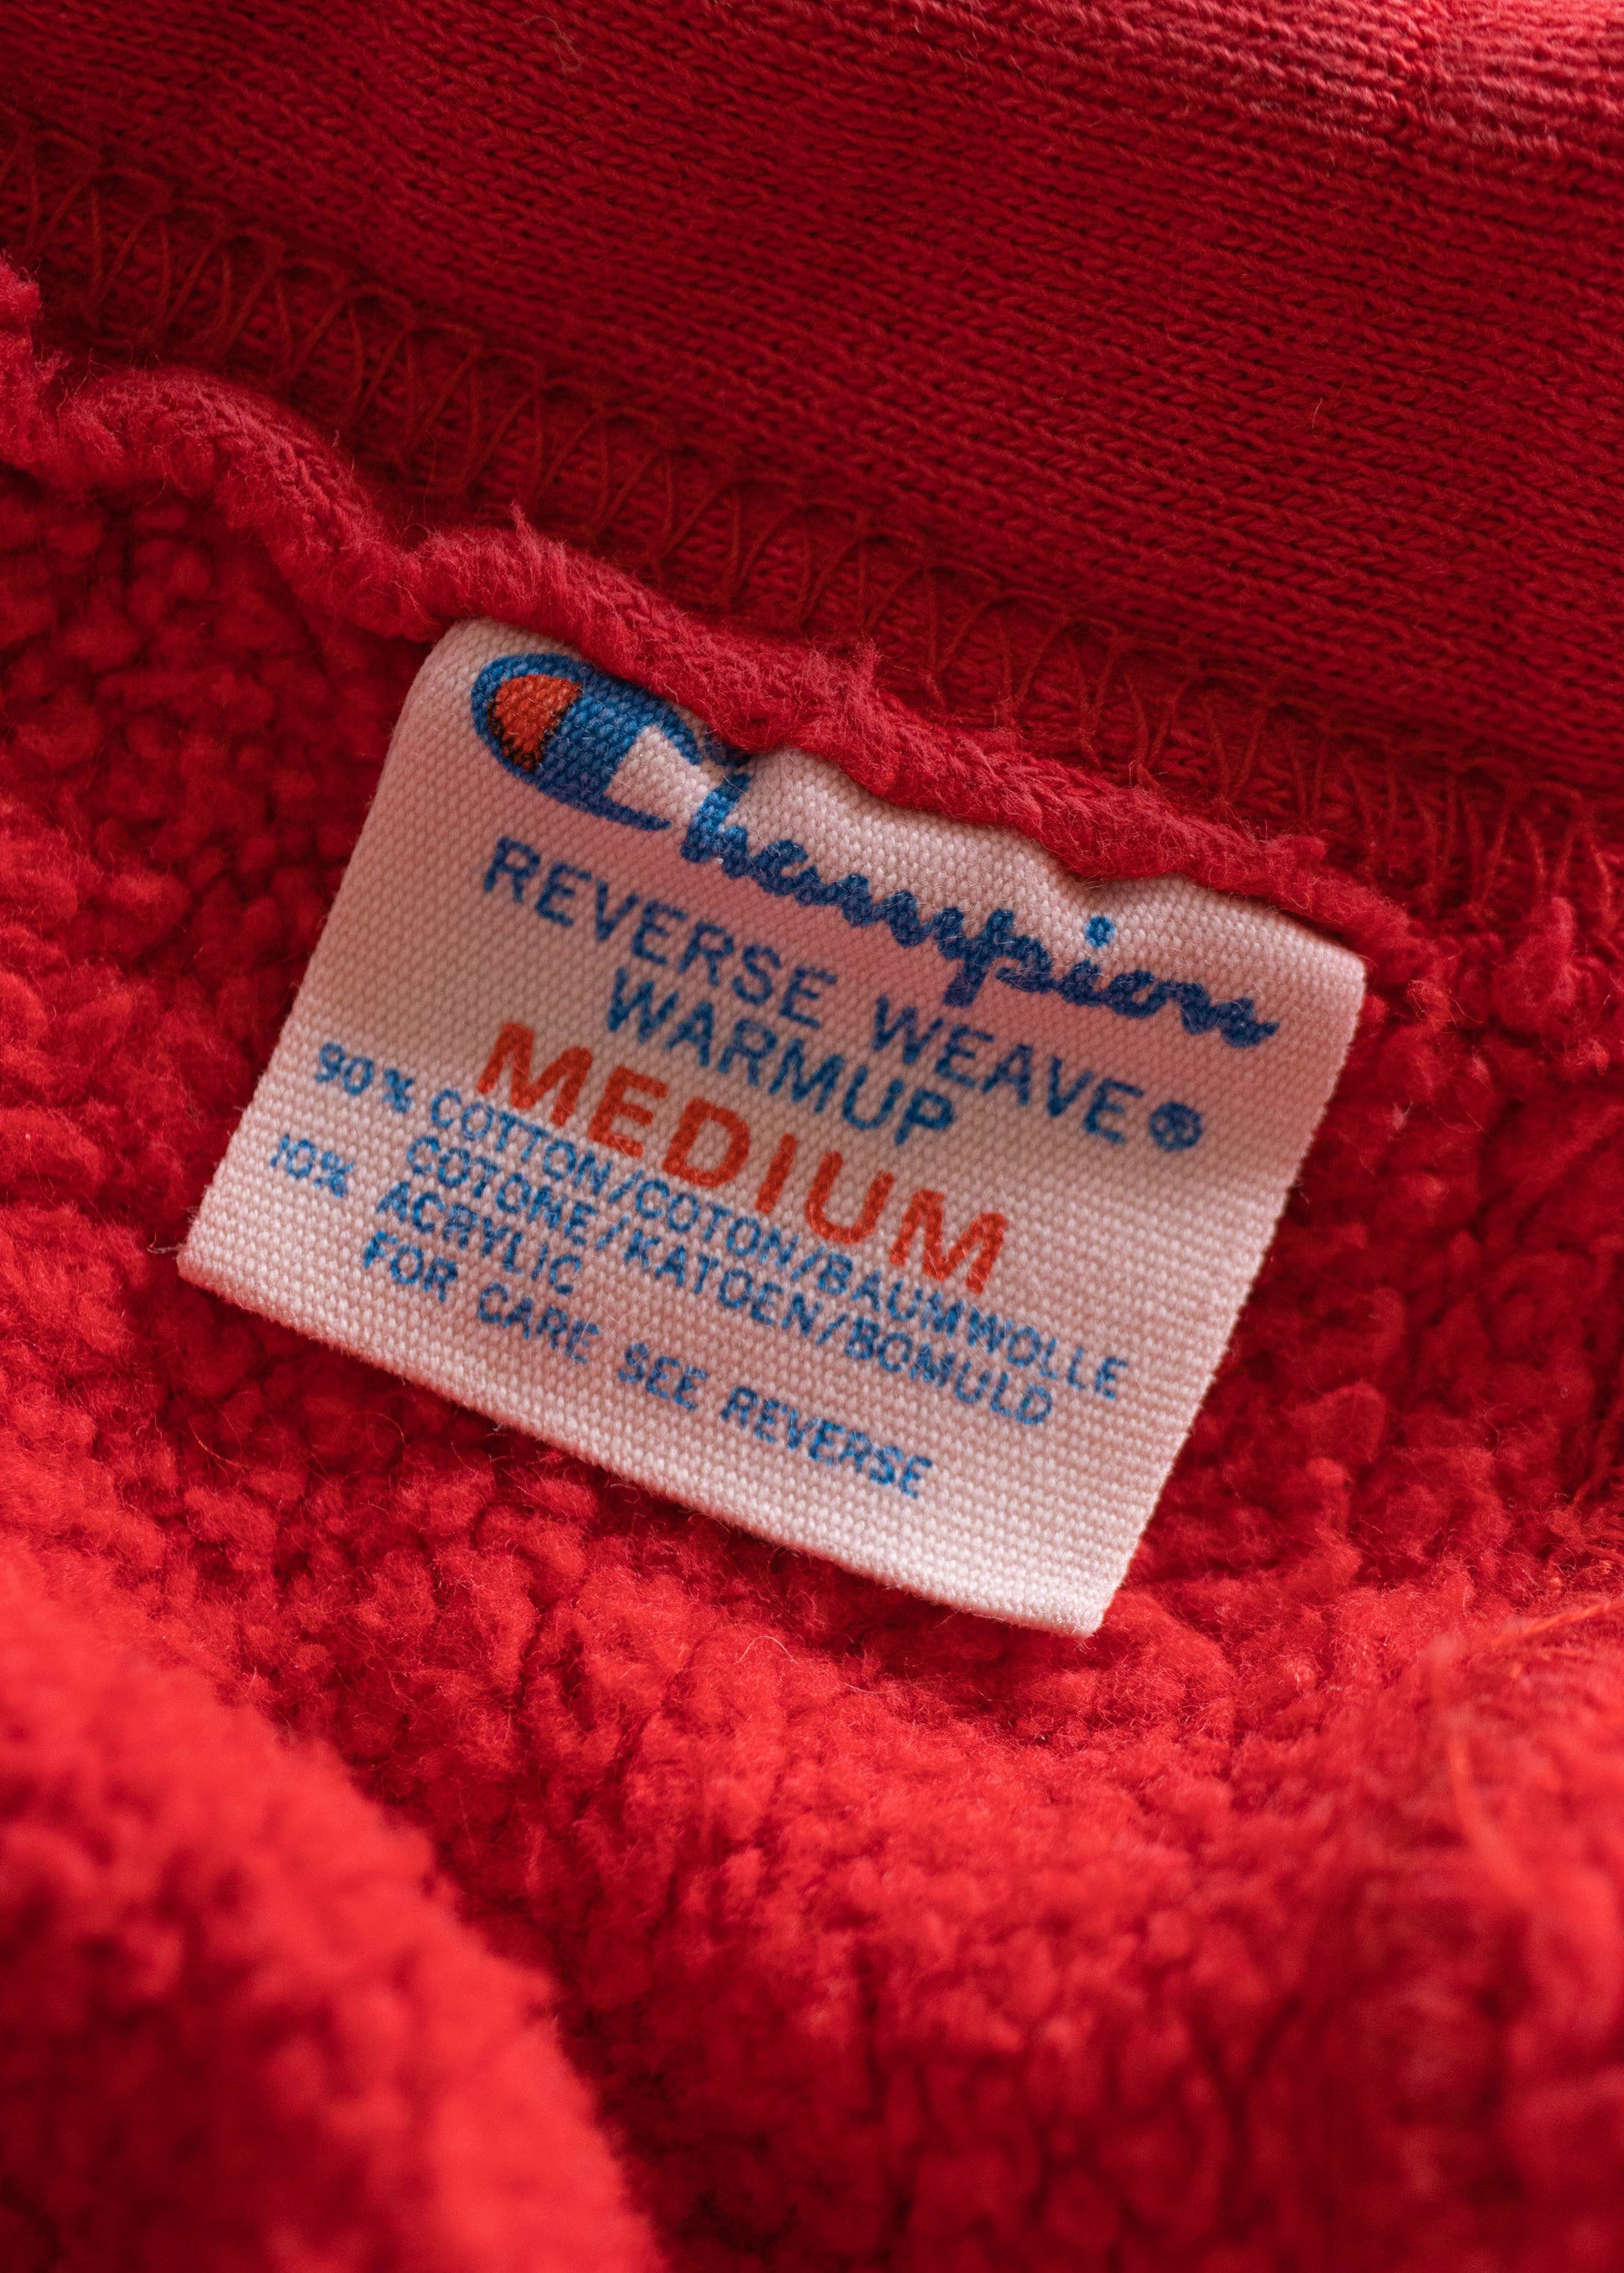 Champion
REVERSE WEAVE®
WARMUP
MEDIUM
90% COTTON/COTON/BAUMWOLLE
COTONE/KATOEN/BOMULD
10% ACRYLIC
FOR CARE SEE REVERSE